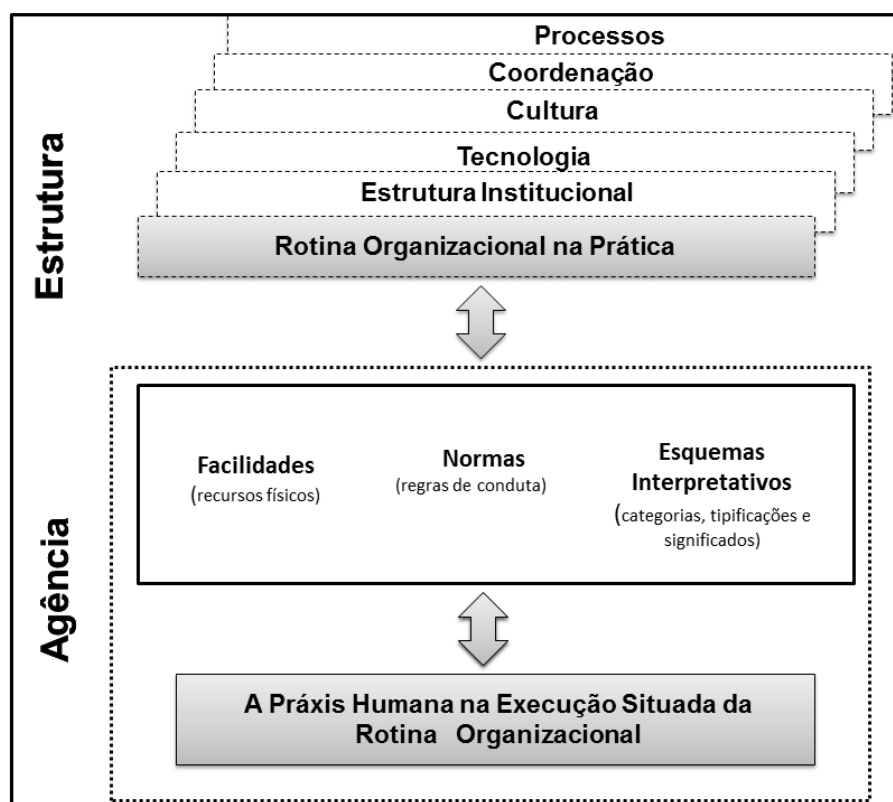 Processos
Coordenação
Cultura
Tecnologia
Estrutura Institucional
Rotina Organizacional na Prática
Estrutura
Facilidades
(recursos físicos)
Normas
(regras de conduta)
Esquemas
Interpretativos
(categorias, tipificações e
significados)
Agência
A Práxis Humana na Execução Situada da
Rotina Organizacional